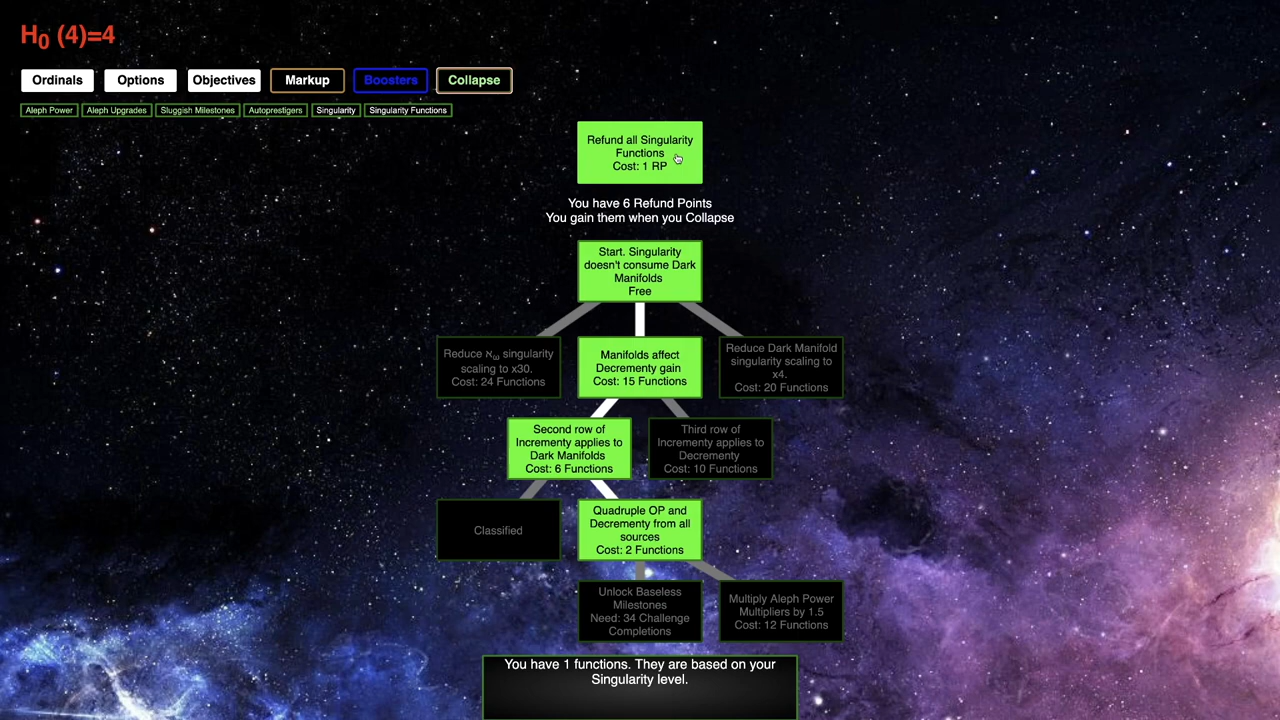 H₀ (4)=4
Ordinals
Options
Objectives
Markup
Boosters
Collapse
Aleph Power
Aleph Upgrades
Sluggish Milestones
Autoprestigers
Singularity
Singularity Functions
Refund all Singularity
Functions
Cost: 1 RP
You have 6 Refund Points
You gain them when you Collapse
Start. Singularity
doesn't consume Dark
Manifolds
Free
Reduce ℵω singularity
scaling to x30.
Cost: 24 Functions
Manifolds affect
Decrementy gain
Cost: 15 Functions
Reduce Dark Manifold
singularity scaling to
x4.
Cost: 20 Functions
Second row of
Incrementy applies to
Dark Manifolds
Cost: 6 Functions
Third row of
Incrementy applies to
Decrementy
Cost: 10 Functions
Classified
Quadruple OP and
Decrementy from all
sources
Cost: 2 Functions
Unlock Baseless
Milestones
Need: 34 Challenge
Completions
Multiply Aleph Power
Multipliers by 1.5
Cost: 12 Functions
You have 1 functions. They are based on your
Singularity level.